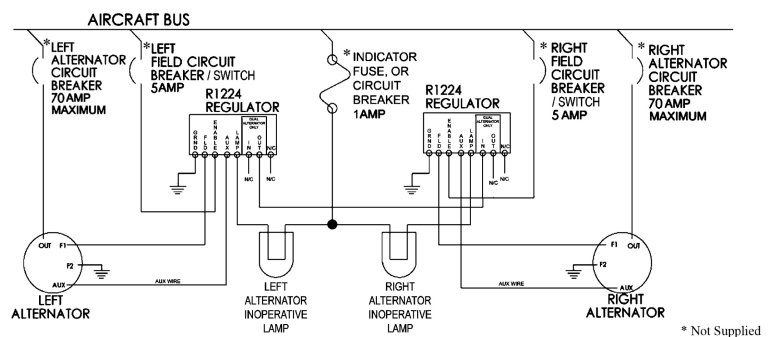 AIRCRAFT BUS
*LEFT
ALTERNATOR
CIRCUIT
BREAKER
70 AMP
MAXIMUM
*LEFT
FIELD CIRCUIT
BREAKER / SWITCH
5AMP
R1224
REGULATOR
*INDICATOR
FUSE, OR
CIRCUIT
BREAKER
1AMP
R1224
REGULATOR
* RIGHT
FIELD
CIRCUIT
BREAKER
/ SWITCH
5 AMP
* RIGHT
ALTERNATOR
CIRCUIT
BREAKER
70 AMP
MAXIMUM
GRND
FLD
ENABLE
AUX
LAMP
DUAL
ALTERNATOR
ONLY
IN
OUT
N/C
N/C
N/C
GRND
FLD
ENABLE
AUX
LAMP
DUAL
ALTERNATOR
ONLY
IN
OUT
N/C
N/C
N/C
OUT F1
F2
AUX
AUX WIRE
LEFT
ALTERNATOR
LEFT
ALTERNATOR
INOPERATIVE
LAMP
RIGHT
ALTERNATOR
INOPERATIVE
LAMP
F1 OUT
F2
AUX
AUX WIRE
RIGHT
ALTERNATOR
* Not Supplied